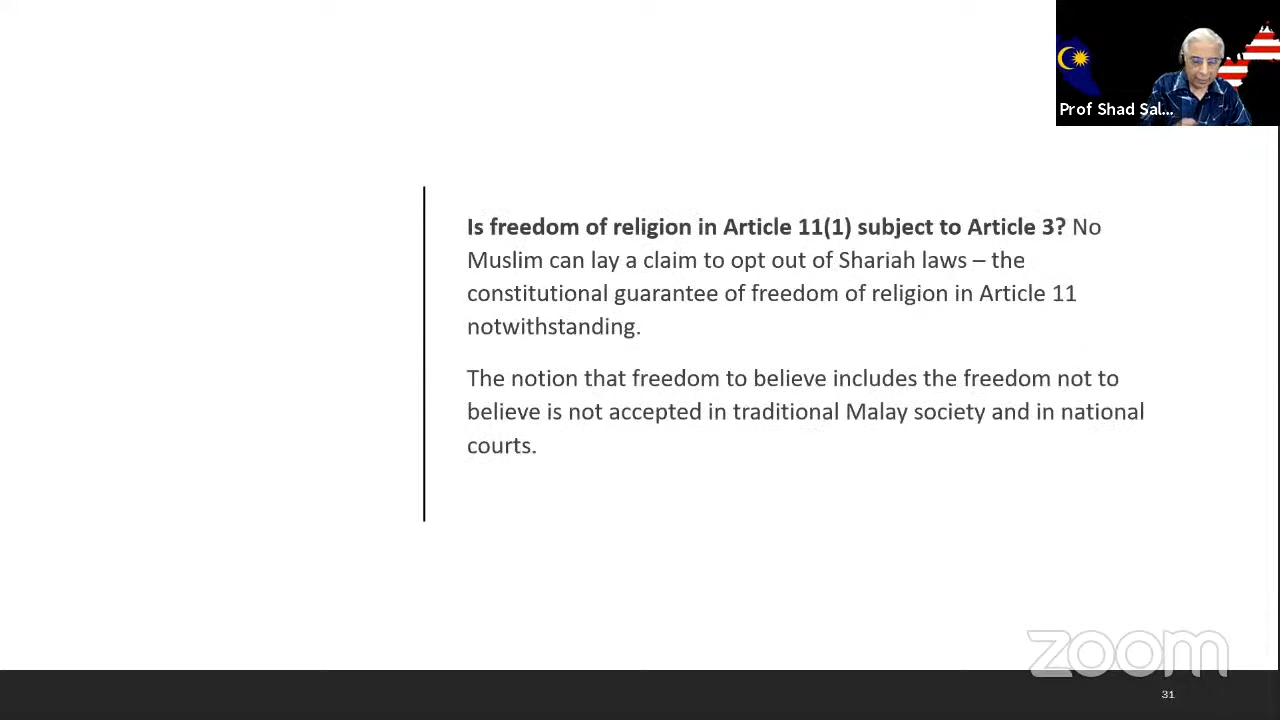 Prof Shad Sal...
Is freedom of religion in Article 11(1) subject to Article 3? No
Muslim can lay a claim to opt out of Shariah laws – the
constitutional guarantee of freedom of religion in Article 11
notwithstanding.
The notion that freedom to believe includes the freedom not to
believe is not accepted in traditional Malay society and in national
courts.
zoom
31